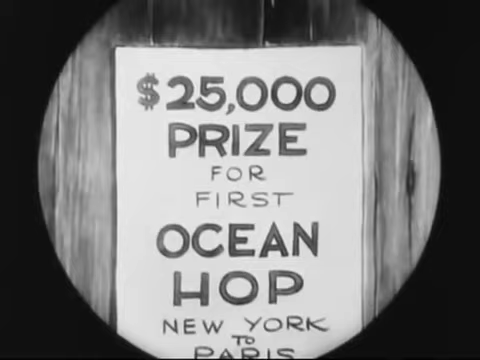 $25,000
PRIZE
FOR
FIRST
OCEAN
HOP
NEW YORK
TO
PARIS